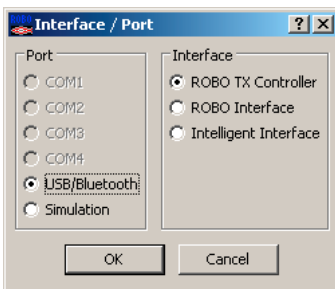 ROBO
Interface / Port
Port
COM1
COM2
COM3
COM4
USB/Bluetooth
Simulation
Interface
ROBO TX Controller
ROBO Interface
Intelligent Interface
OK
Cancel